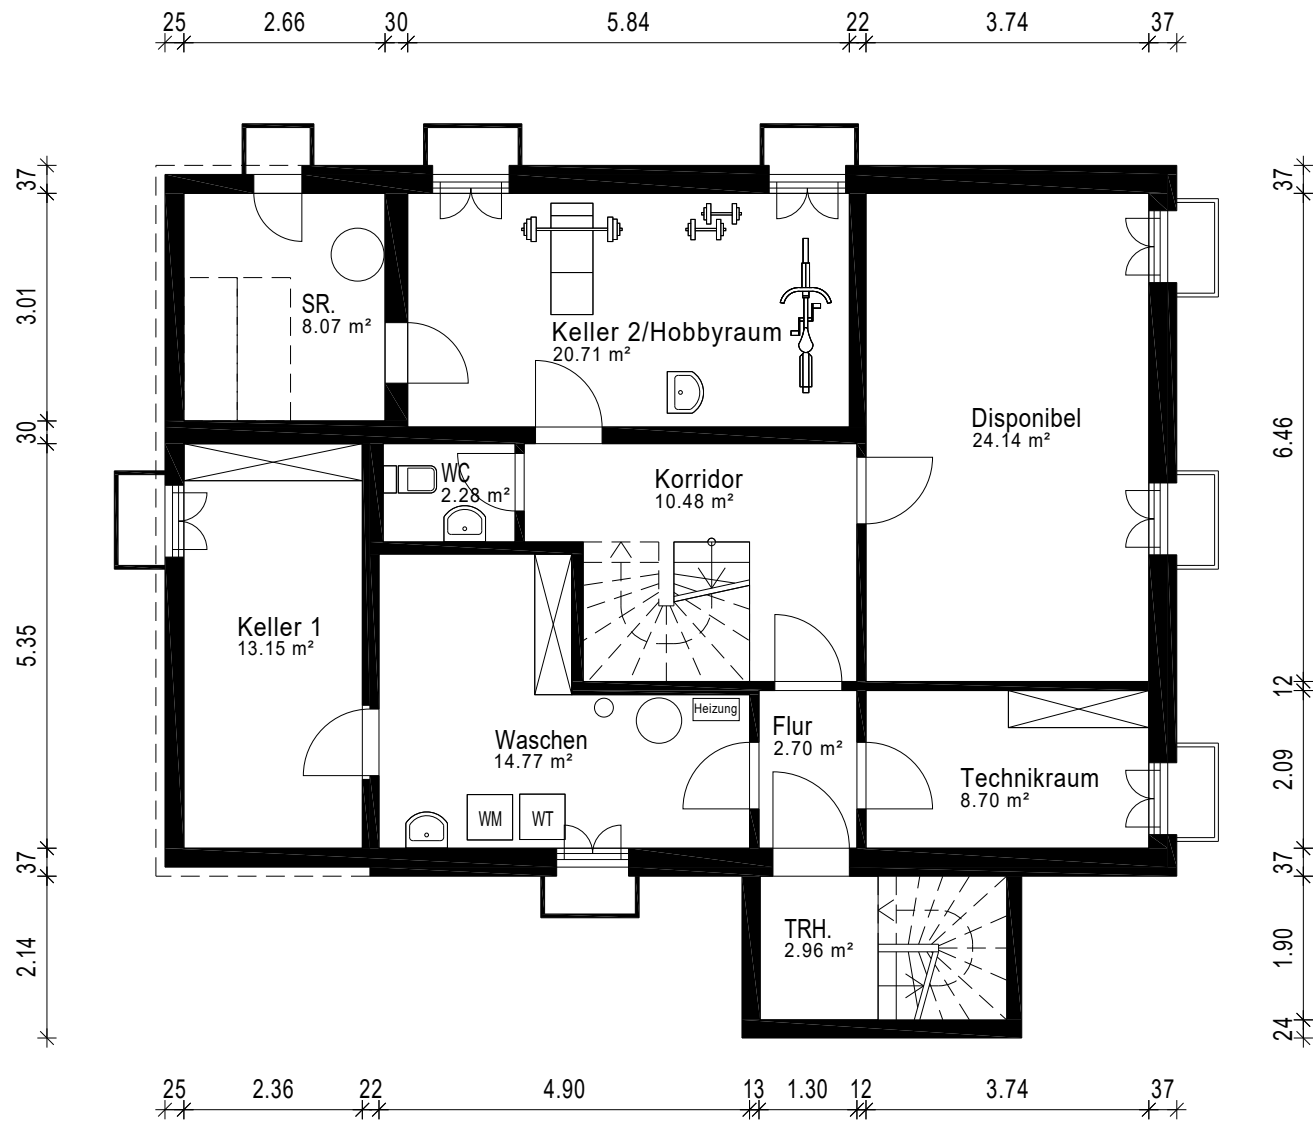 25 2.66 30 5.84 22 3.74 37
37
3.01
30
5.35
37
2.14
37
6.46
12
2.09
37
1.90
24
SR.
8.07 m²
Keller 2/Hobbyraum
20.71 m²
Disponibel
24.14 m²
WC
2.28 m²
Korridor
10.48 m²
Keller 1
13.15 m²
Heizung
Waschen
14.77 m²
Flur
2.70 m²
Technikraum
8.70 m²
WM WT
TRH.
2.96 m²
25 2.36 22 4.90 13 1.30 12 3.74 37